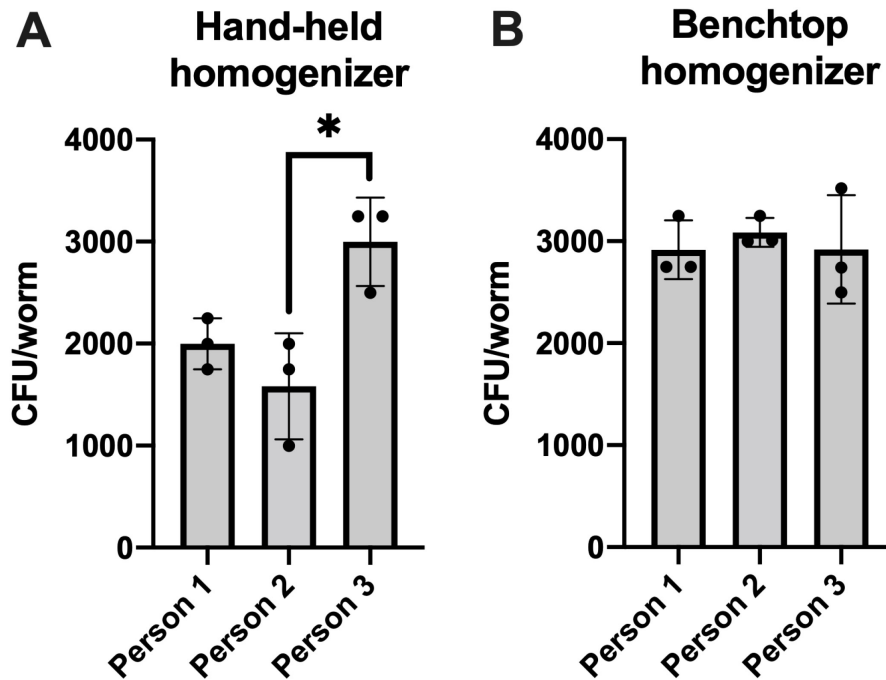 A
Hand-held
homogenizer
*
CFU/worm
4000
3000
2000
1000
0
Person 1
Person 2
Person 3
B
Benchtop
homogenizer
CFU/worm
4000
3000
2000
1000
0
Person 1
Person 2
Person 3